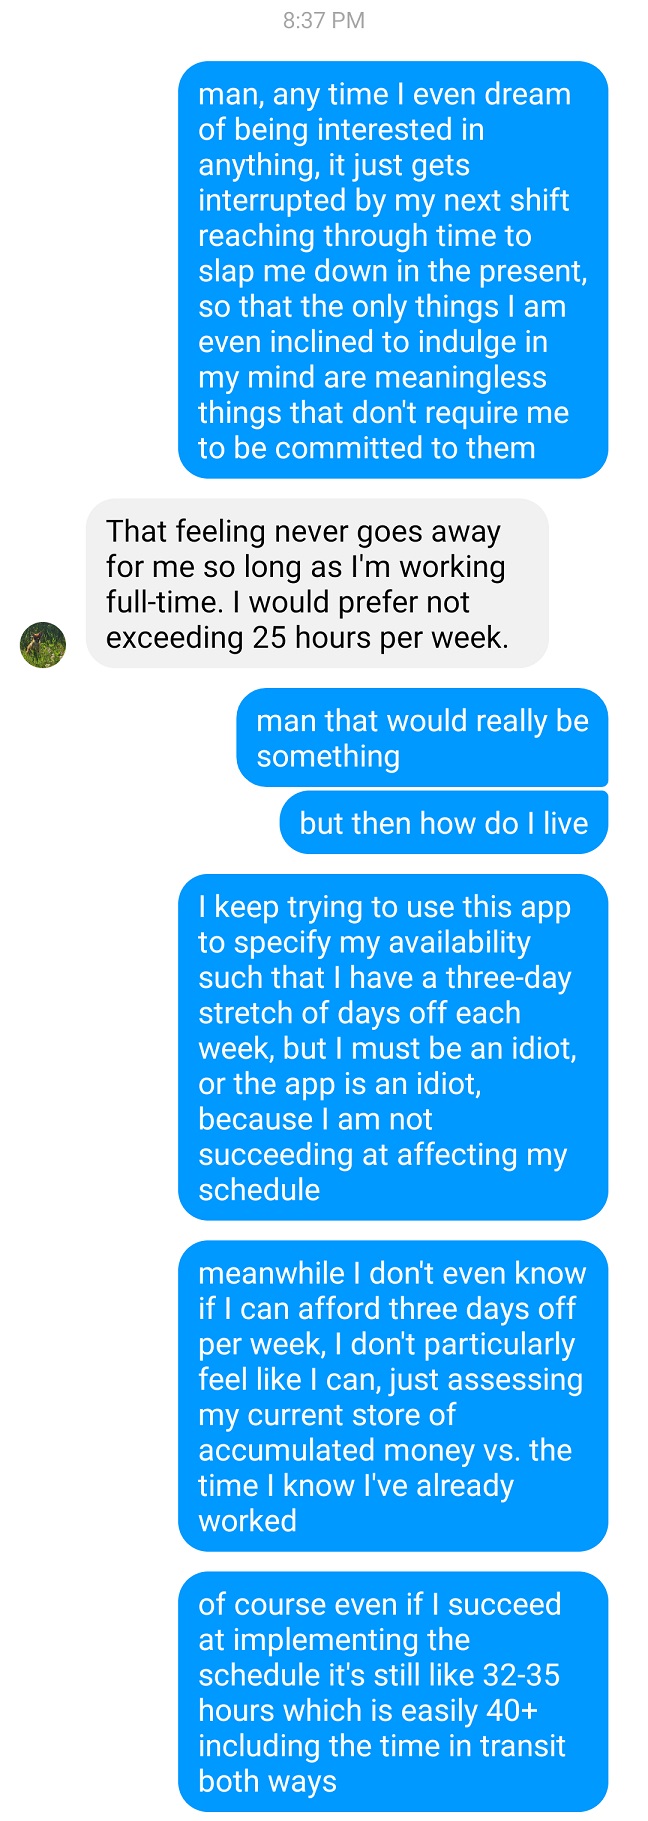 8:37 PM
man, any time I even dream
of being interested in
anything, it just gets
interrupted by my next shift
reaching through time to
slap me down in the present,
so that the only things I am
even inclined to indulge in
my mind are meaningless
things that don't require me
to be committed to them
That feeling never goes away
for me so long as I'm working
full-time. I would prefer not
exceeding 25 hours per week.
man that would really be
something
but then how do I live
I keep trying to use this app
to specify my availability
such that I have a three-day
stretch of days off each
week, but I must be an idiot,
or the app is an idiot,
because I am not
succeeding at affecting my
schedule
meanwhile I don't even know
if I can afford three days off
per week, I don't particularly
feel like I can, just assessing
my current store of
accumulated money vs. the
time I know I've already
worked
of course even if I succeed
at implementing the
schedule it's still like 32-35
hours which is easily 40+
including the time in transit
both ways